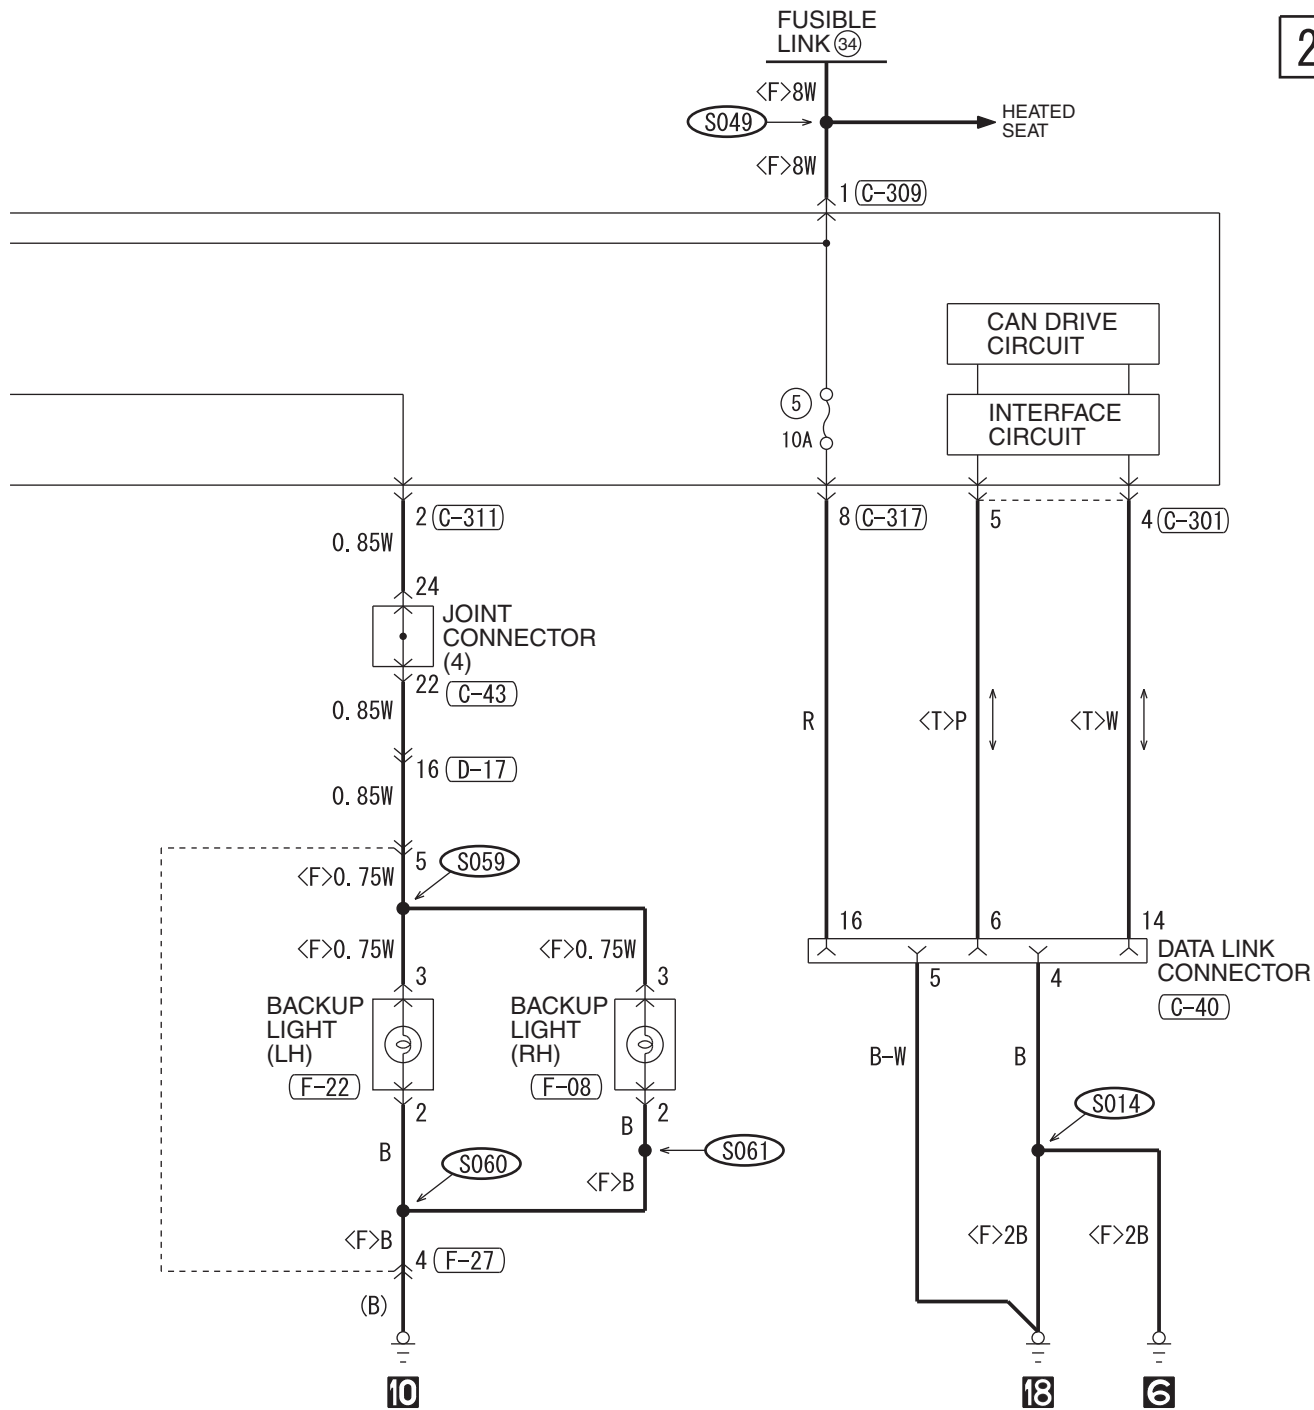 FUSIBLE
LINK 34
2
<F>8W
S049
HEATED
SEAT
<F>8W
1 C-309
CAN DRIVE
CIRCUIT
5
10A
INTERFACE
CIRCUIT
2 C-311
8 C-317
5
4 C-301
0.85W
24
JOINT
CONNECTOR
(4)
22 C-43
0.85W
R
<T>P
<T>W
16 D-17
0.85W
5 S059
<F>0.75W
16
6
14
<F>0.75W
<F>0.75W
DATA LINK
CONNECTOR
C-40
3
3
5
4
BACKUP
LIGHT
(LH)
F-22
BACKUP
LIGHT
(RH)
F-08
B-W
B
2
2
S014
B
B
S060
S061
<F>B
<F>B
<F>2B
<F>2B
4 F-27
(B)
10
18
6